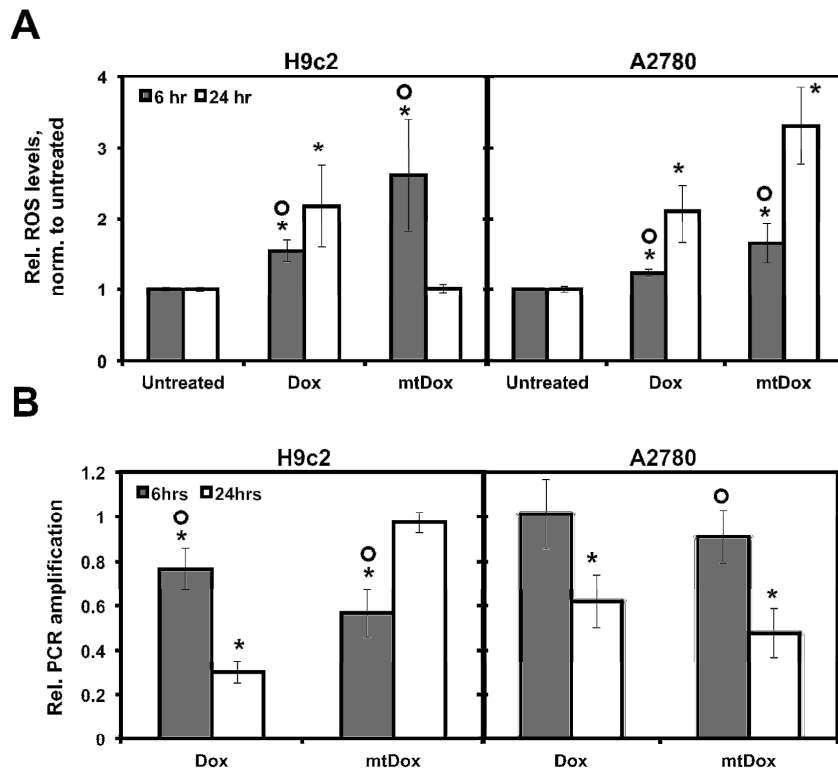 A
H9c2 A2780
Rel. ROS levels,
norm. to untreated
4
3
2
1
0
6 hr 24 hr
* * * * * * *
Untreated Dox mtDox Untreated Dox mtDox
B
H9c2 A2780
Rel. PCR amplification
1.2
1
0.8
0.6
0.4
0.2
0
6hrs 24hrs
* * * * *
Dox mtDox Dox mtDox